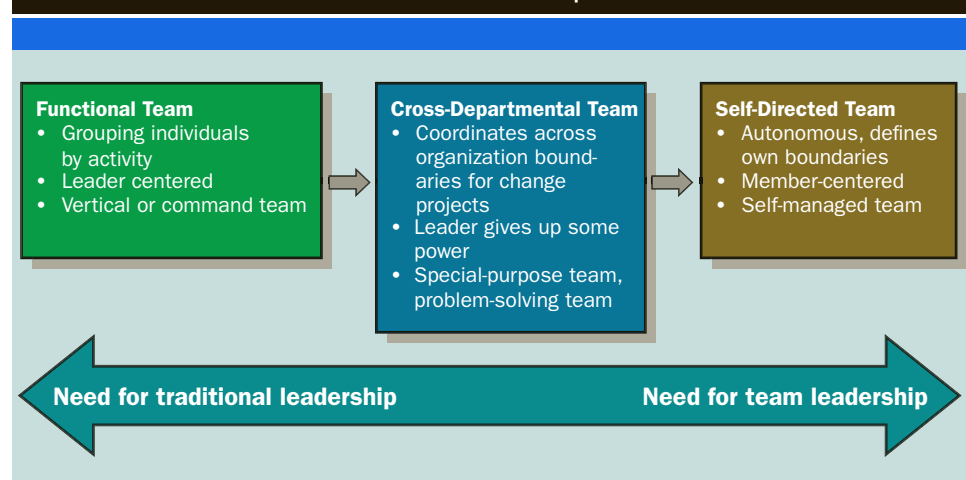 Functional Team
• Grouping individuals
by activity
• Leader centered
• Vertical or command team
Cross-Departmental Team
• Coordinates across
organization bound-
aries for change
projects
• Leader gives up some
power
• Special-purpose team,
problem-solving team
Self-Directed Team
• Autonomous, defines
own boundaries
• Member-centered
• Self-managed team
Need for traditional leadership
Need for team leadership